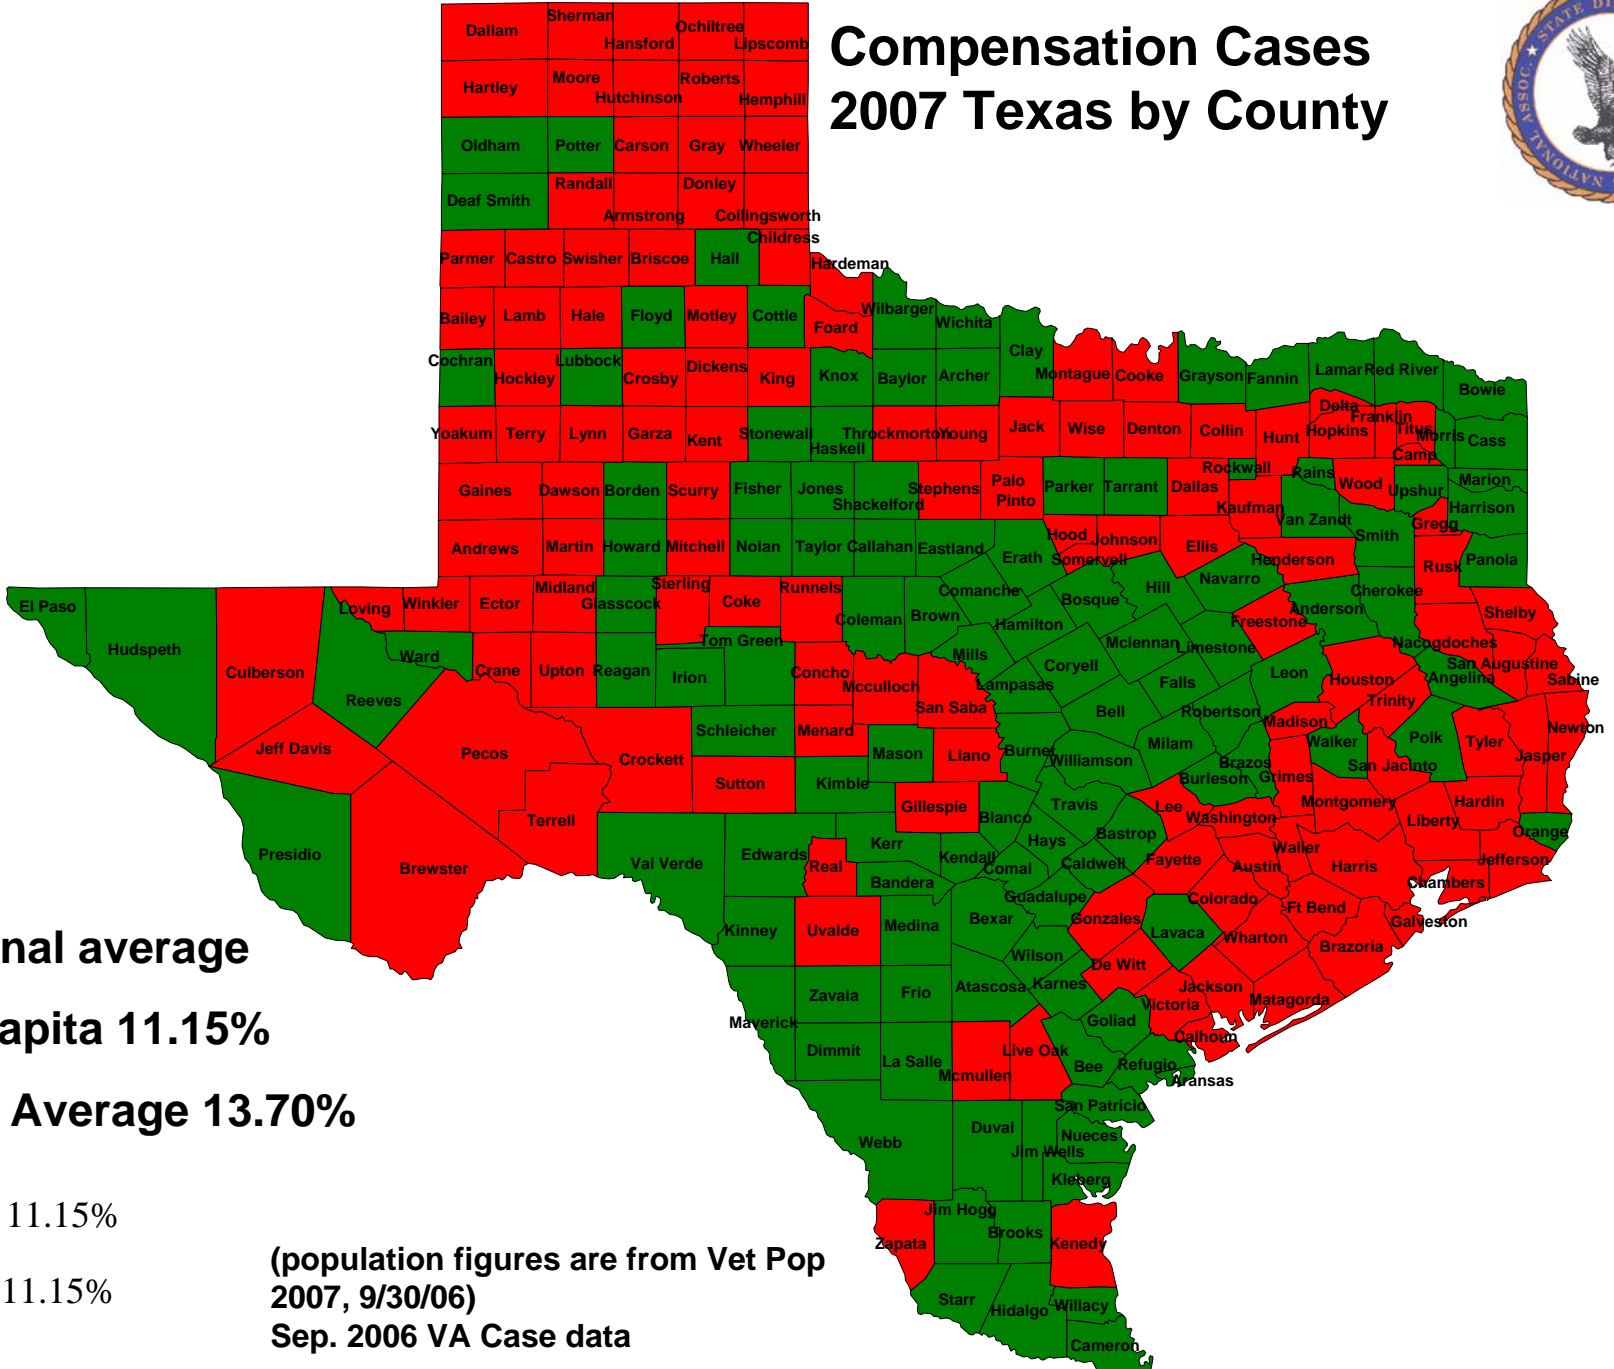 Compensation Cases
2007 Texas by County
STATE DI
NATIONAL ASSOC.
Dallam Sherman Hansford Ochiltree Lipscomb
Hartley Moore Hutchinson Roberts Hemphill
Oldham Potter Carson Gray Wheeler
Deaf Smith Randall Armstrong Donley Collingsworth
Parmer Castro Swisher Briscoe Hall Childress Hardeman
Bailey Lamb Hale Floyd Motley Cottle Foard Wilbarger Wichita
Cochran Hockley Lubbock Crosby Dickens King Knox Baylor Archer Clay Montague Cooke Grayson Fannin Lamar Red River Bowie
Yoakum Terry Lynn Garza Kent Stonewall Haskell Throckmorton Young Jack Wise Denton Collin Hunt Delta Hopkins Franklin Titus Camp Morris Cass
Gaines Dawson Borden Scurry Fisher Jones Shackelford Stephens Palo Pinto Parker Tarrant Dallas Rockwall Kaufman Rains Van Zandt Wood Upshur Marion Harrison
Andrews Martin Howard Mitchell Nolan Taylor Callahan Eastland Erath Hood Somervell Johnson Ellis Henderson Smith Gregg Rusk Panola
El Paso Hudspeth Culberson Loving Winkler Ector Midland Glasscock Sterling Coke Runnels Coleman Brown Comanche Hamilton Bosque Hill Navarro Freestone Anderson Cherokee Shelby
Reeves Ward Crane Upton Reagan Irion Tom Green Concho Mcculloch San Saba Mills Lampasas Coryell Mclennan Limestone Falls Leon Houston Nacogdoches San Augustine Sabine Angelina Trinity
Jeff Davis Pecos Crockett Schleicher Menard Mason Llano Burnet Bell Williamson Milam Robertson Brazos Burleson Madison Grimes Walker San Jacinto Polk Tyler Jasper Newton
Presidio Brewster Terrell Sutton Kimble Gillespie Blanco Travis Bastrop Lee Washington Montgomery Liberty Hardin Orange
Val Verde Edwards Real Kerr Bandera Kendall Comal Hays Caldwell Fayette Austin Waller Harris Chambers Jefferson
Kinney Uvalde Medina Bexar Guadalupe Wilson Gonzales Lavaca Colorado Wharton Ft Bend Brazoria Galveston
Maverick Zavala Frio Atascosa Karnes De Witt Goliad Victoria Jackson Matagorda Calhoun
Dimmit La Salle Mcmullen Live Oak Bee Refugio Aransas
Webb Duval Jim Wells San Patricio Nueces Kleberg
Zapata Jim Hogg Brooks Kenedy
Starr Hidalgo Willacy Cameron
nal average
apita 11.15%
Average 13.70%
11.15%
11.15%
(population figures are from Vet Pop
2007, 9/30/06)
Sep. 2006 VA Case data